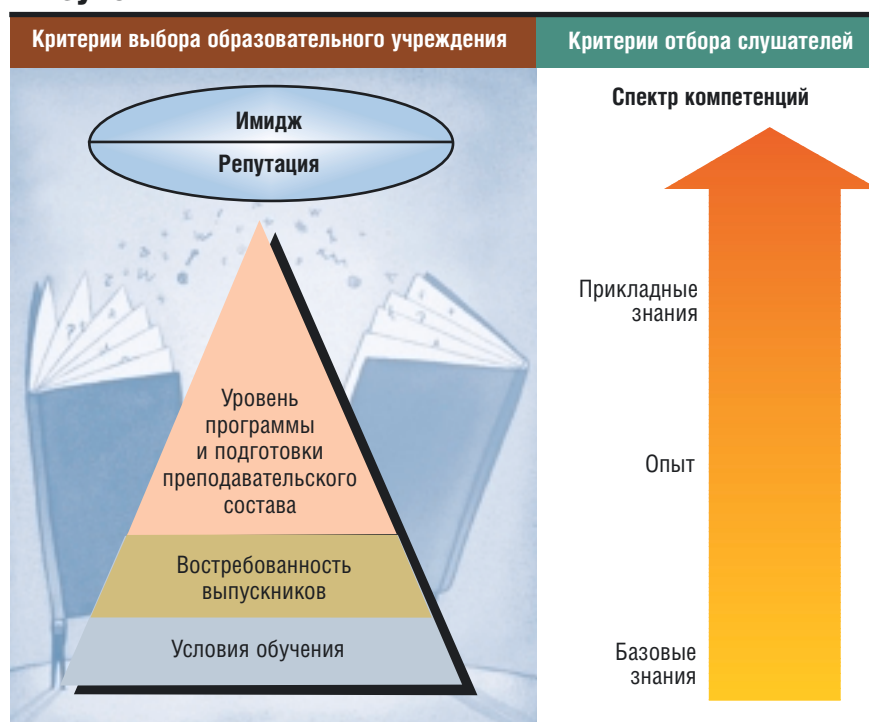 Критерии выбора образовательного учреждения
Критерии отбора слушателей
Имидж
Репутация
Уровень
программы
и подготовки
преподавательского
состава
Востребованность
выпускников
Условия обучения
Спектр компетенций
Прикладные
знания
Опыт
Базовые
знания